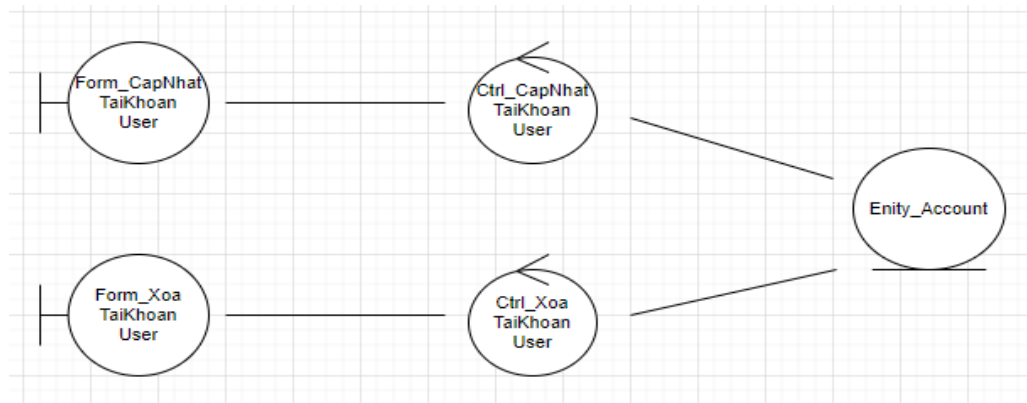 Form_CapNhat
TaiKhoan
User
Ctrl_CapNhat
TaiKhoan
User
Enity_Account
Form_Xoa
TaiKhoan
User
Ctrl_Xoa
TaiKhoan
User